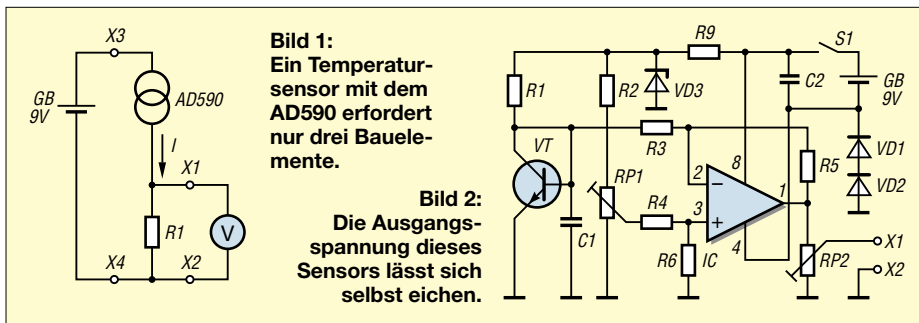 X3
GB
9V
AD590
I
X1
R1
V
X4
X2
Bild 1:
Ein Temperatur-
sensor mit dem
AD590 erfordert
nur drei Bauele-
mente.
Bild 2:
Die Ausgangs-
spannung dieses
Sensors lässt sich
selbst eichen.
R9
S1
R1
R2
VD3
C2
GB
9V
VT
R3
VD1
R5
VD2
RP1
2
8
1
R4
3
4
C1
R6
IC
RP2
X1
X2